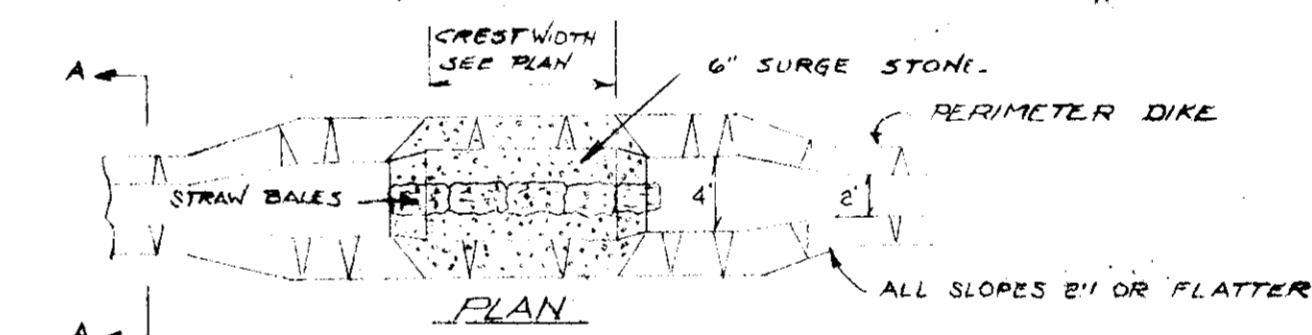 CREST WIDTH
SEE PLAN
A
6" SURGE STONE
PERIMETER DIKE
STRAW BALES
4'
2'
ALL SLOPES 2:1 OR FLATTER
PLAN
A